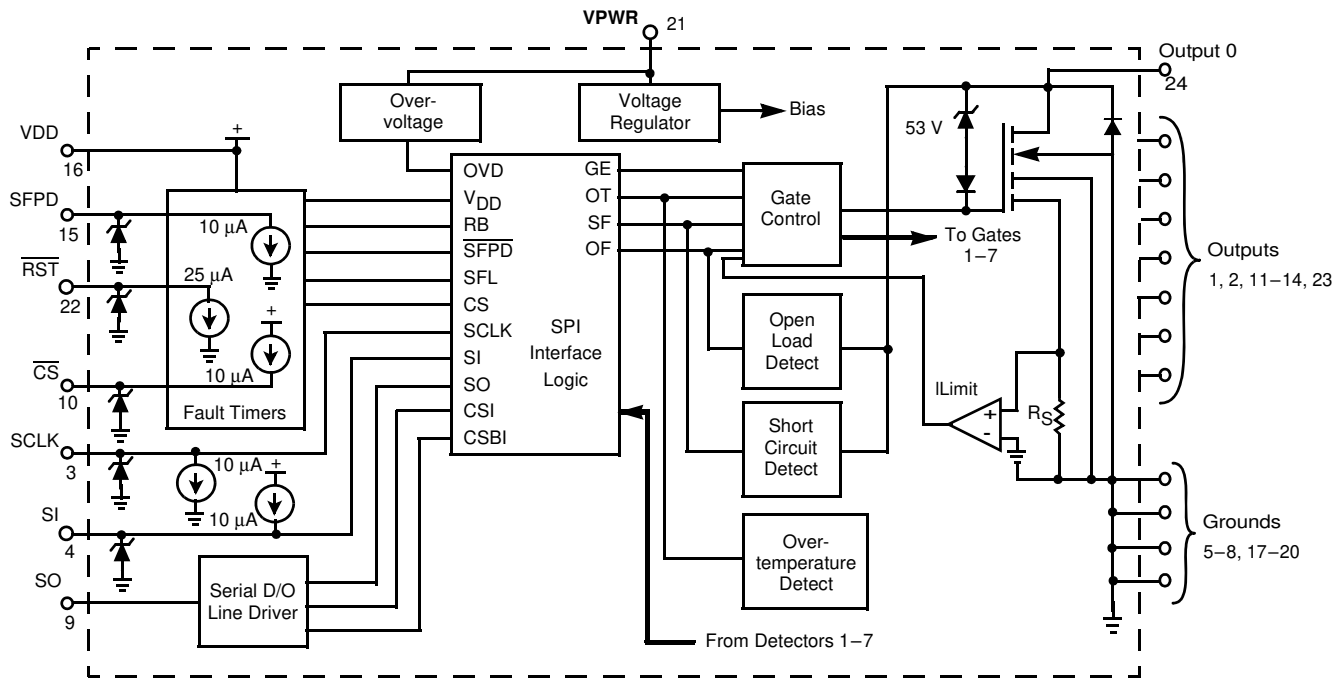 VPWR
21
Output 0
24
Over-
voltage
Voltage
Regulator
Bias
53 V
VDD
16
+
OVD
VDD
RB
SFPD
SFL
CS
SCLK
SI
SO
CSI
CSBI
GE
OT
SF
OF
SPI
Interface
Logic
Gate
Control
To Gates
1–7
Outputs
1, 2, 11–14, 23
SFPD
15
10 μA
RST
22
25 μA
+
10 μA
CS
10
Fault Timers
Open
Load
Detect
ILimit
+
-
RS
Short
Circuit
Detect
SCLK
3
10 μA
+
10 μA
SI
4
Grounds
5–8, 17–20
Over-
temperature
Detect
SO
9
Serial D/O
Line Driver
From Detectors 1–7